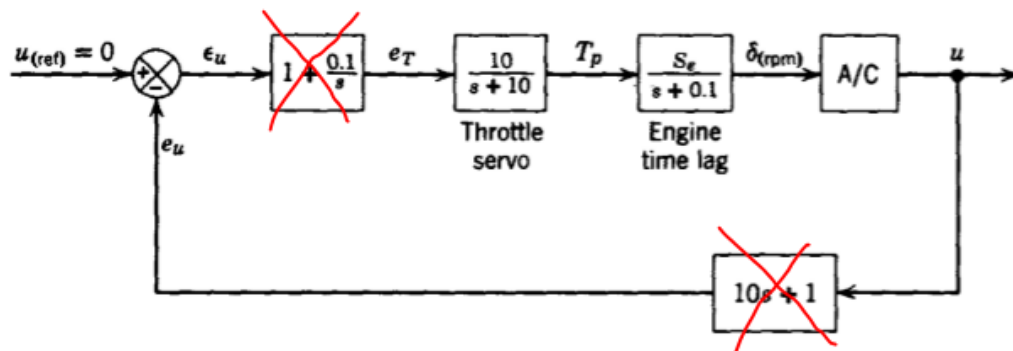 u(ref) = 0
ϵu
1 + 0.1/s
eT
10/(s + 10)
Tp
Se/(s + 0.1)
δ(rpm)
A/C
u
+
−
Throttle
servo
Engine
time lag
eu
10s + 1